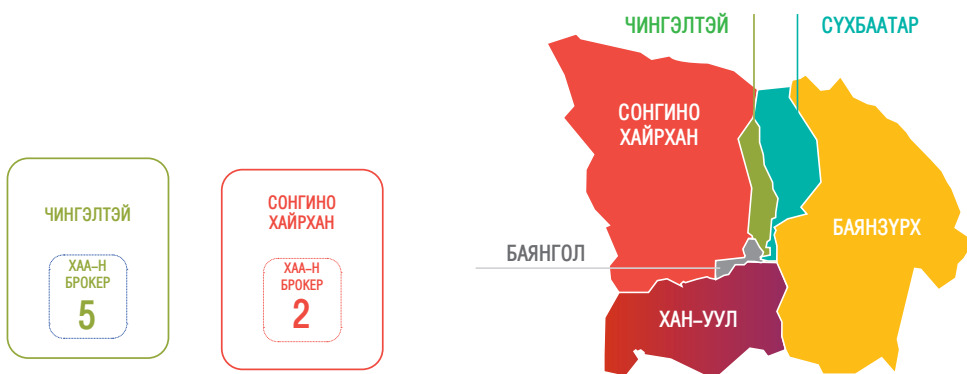 ЧИНГЭЛТЭЙ
ХАА-Н
БРОКЕР
5
СОНГИНО
ХАЙРХАН
ХАА-Н
БРОКЕР
2
ЧИНГЭЛТЭЙ
СҮХБААТАР
СОНГИНО
ХАЙРХАН
БАЯНЗҮРХ
БАЯНГОЛ
ХАН-УУЛ